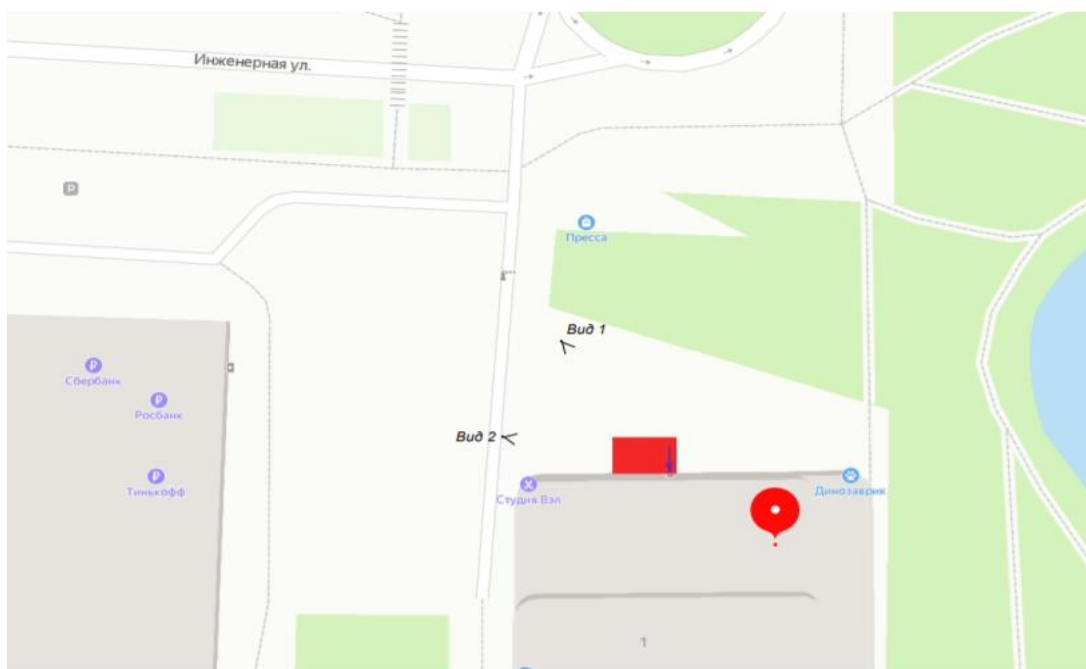 Инженерная ул.
P
Пресса
Вид 1
Сбербанк
Росбанк
Вид 2
Тинькофф
Студия Вэл
Динозаврик
1